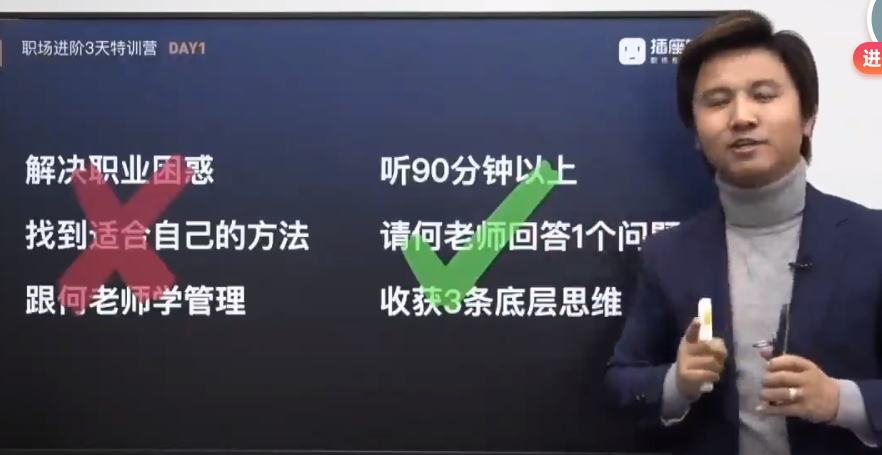 职场进阶3天特训营 DAY1
插座
解决职业困惑
找到适合自己的方法
跟何老师学管理
听90分钟以上
请何老师回答1个问题
收获3条底层思维
进